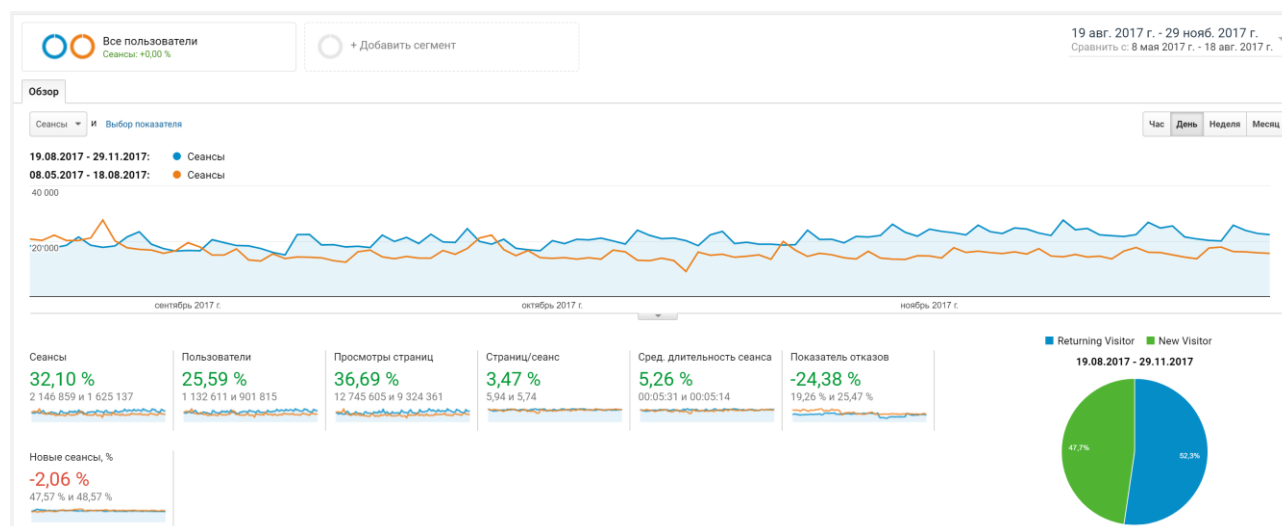 Все пользователи
Сеансы: +0,00 %
+ Добавить сегмент
19 авг. 2017 г. - 29 нояб. 2017 г.
Сравнить с: 8 мая 2017 г. - 18 авг. 2017 г.
Обзор
Сеансы и Выбор показателя
Час День Неделя Месяц
19.08.2017 - 29.11.2017: Сеансы
08.05.2017 - 18.08.2017: Сеансы
40 000
20 000
сентябрь 2017 г. октябрь 2017 г. ноябрь 2017 г.
Сеансы
32,10 %
2 146 859 и 1 625 137
Пользователи
25,59 %
1 132 611 и 901 815
Просмотры страниц
36,69 %
12 745 605 и 9 324 361
Страниц/сеанс
3,47 %
5,94 и 5,74
Сред. длительность сеанса
5,26 %
00:05:31 и 00:05:14
Показатель отказов
-24,38 %
19,26 % и 25,47 %
Новые сеансы, %
-2,06 %
47,57 % и 48,57 %
Returning Visitor New Visitor
19.08.2017 - 29.11.2017
47,7%
52,3%